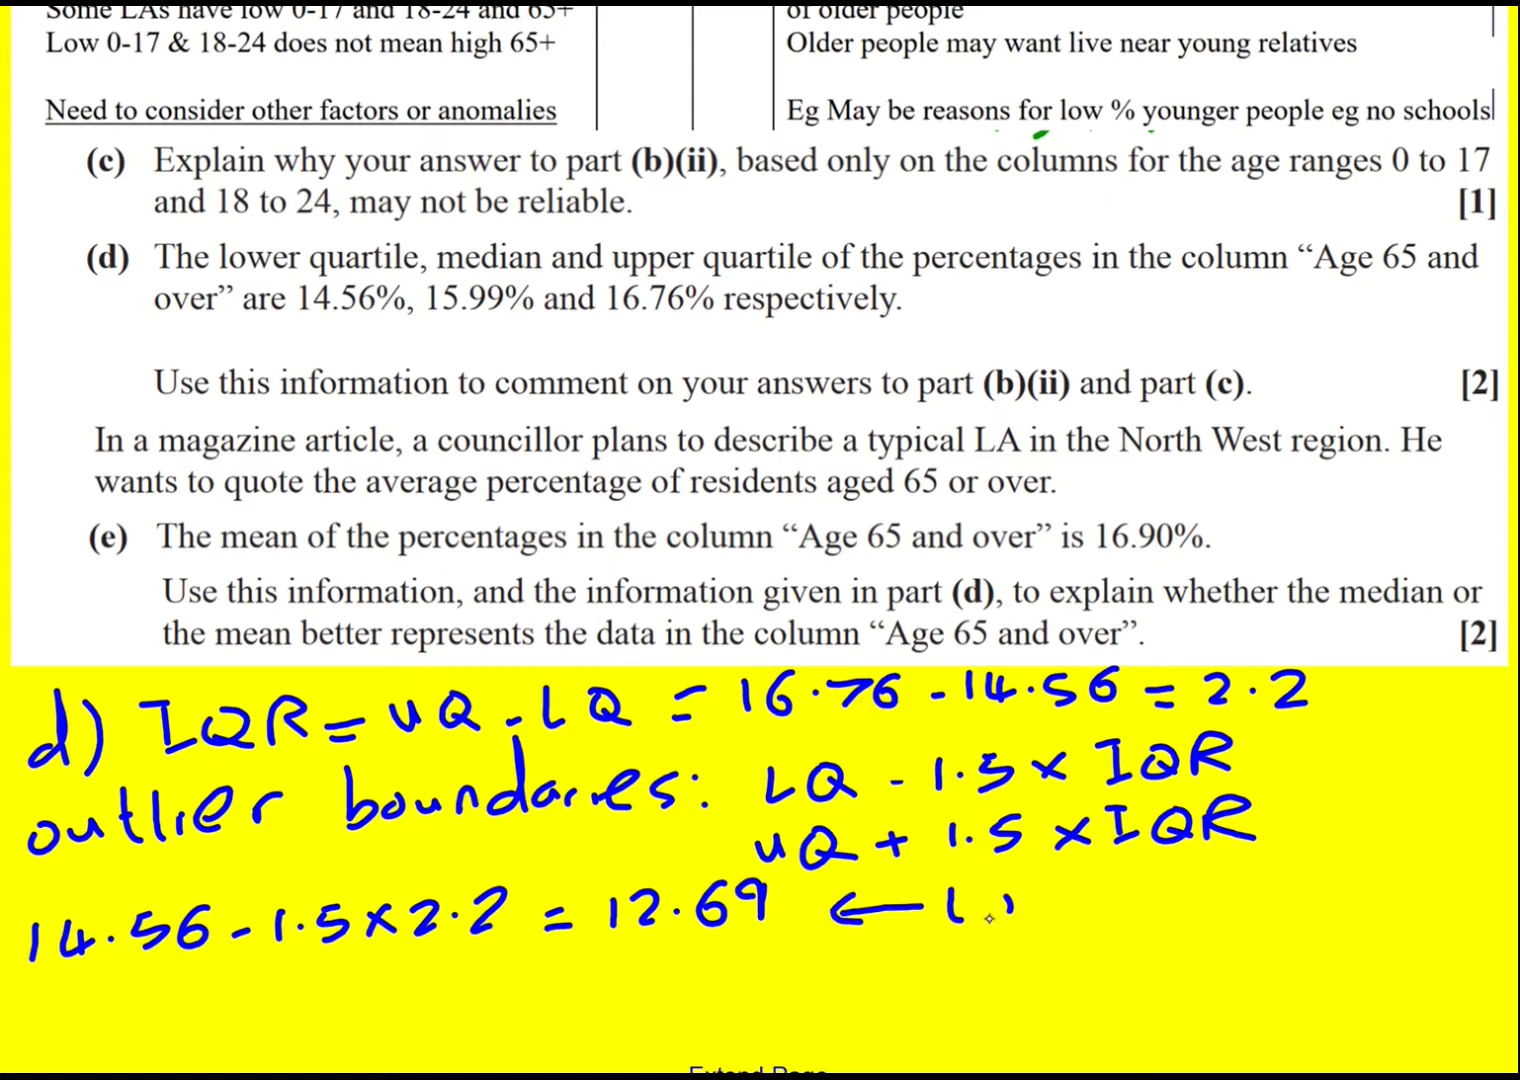 Some LAs have low 0-17 and 18-24 and 65+
of older people
Low 0-17 & 18-24 does not mean high 65+
Older people may want live near young relatives
Need to consider other factors or anomalies
Eg May be reasons for low % younger people eg no schools
(c) Explain why your answer to part (b)(ii), based only on the columns for the age ranges 0 to 17
and 18 to 24, may not be reliable. [1]
(d) The lower quartile, median and upper quartile of the percentages in the column “Age 65 and
over” are 14.56%, 15.99% and 16.76% respectively.
Use this information to comment on your answers to part (b)(ii) and part (c). [2]
In a magazine article, a councillor plans to describe a typical LA in the North West region. He
wants to quote the average percentage of residents aged 65 or over.
(e) The mean of the percentages in the column “Age 65 and over” is 16.90%.
Use this information, and the information given in part (d), to explain whether the median or
the mean better represents the data in the column “Age 65 and over”. [2]
d) IQR = UQ - LQ = 16.76 - 14.56 = 2.2
outlier boundaries: LQ - 1.5 × IQR
UQ + 1.5 × IQR
14.56 - 1.5 × 2.2 = 12.69 ←
Extend Page